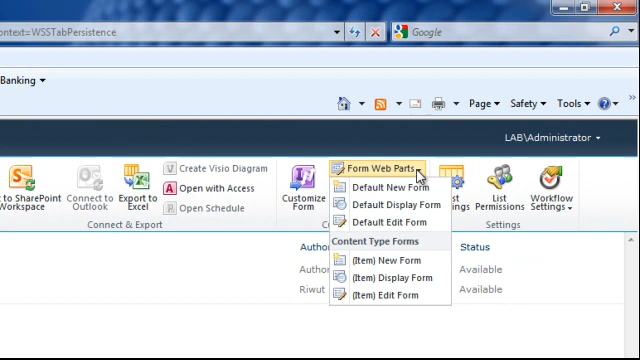 ontext=WSSTabPersistence
Google
Banking
Page Safety Tools
LAB\Administrator
t to SharePoint Workspace
Connect to Outlook
Export to Excel
Create Visio Diagram
Open with Access
Open Schedule
Connect & Export
Customize Form
Form Web Parts
Default New Form
Default Display Form
Default Edit Form
Content Type Forms
(Item) New Form
(Item) Display Form
(Item) Edit Form
List Permissions
Workflow Settings
Settings
Status
Available
Riwut
Available